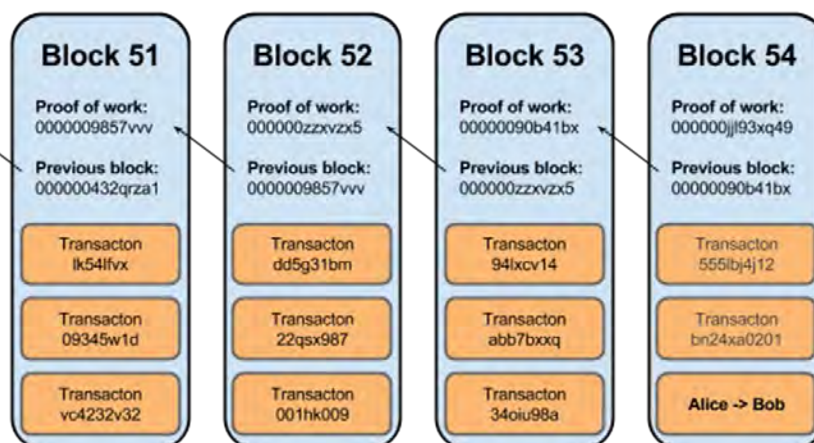 Block 51
Proof of work:
0000009857vvv
Previous block:
000000432qrza1
Transacton
lk54lfvx
Transacton
09345w1d
Transacton
vc4232v32
Block 52
Proof of work:
000000zzxvzx5
Previous block:
0000009857vvv
Transacton
dd5g31bm
Transacton
22qsx987
Transacton
001hk009
Block 53
Proof of work:
00000090b41bx
Previous block:
000000zzxvzx5
Transacton
94lxcv14
Transacton
abb7bxxq
Transacton
34oiu98a
Block 54
Proof of work:
000000jjl93xq49
Previous block:
00000090b41bx
Transacton
555lbj4j12
Transacton
bn24xa0201
Alice -> Bob